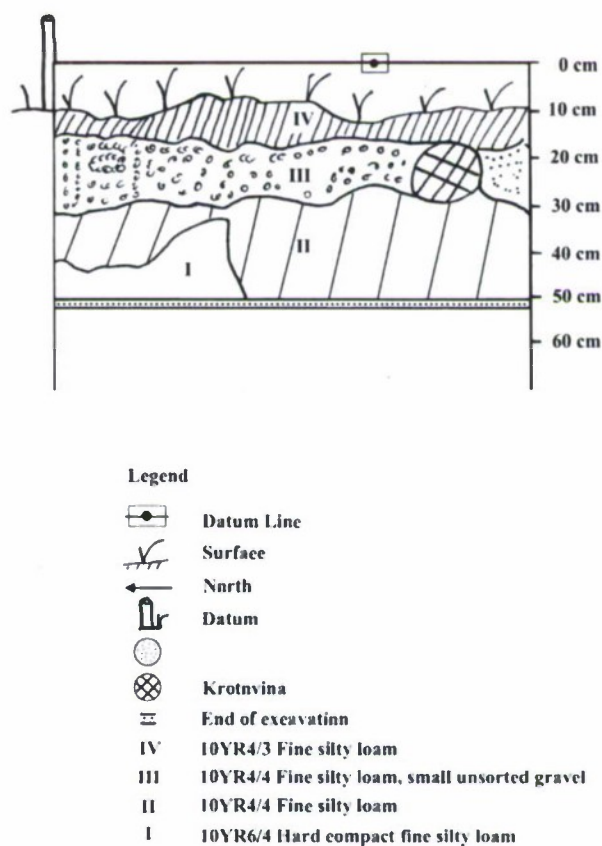 0 cm
10 cm
IV
20 cm
III
30 cm
II
40 cm
I
50 cm
60 cm
Legend
Datum Line
Surface
Nnrth
Datum
Krotnvina
End of excavatinn
IV 10YR4/3 Fine silty loam
III 10YR4/4 Fine silty loam, small unsorted gravel
II 10YR4/4 Fine silty loam
I 10YR6/4 Hard compact fine silty loam